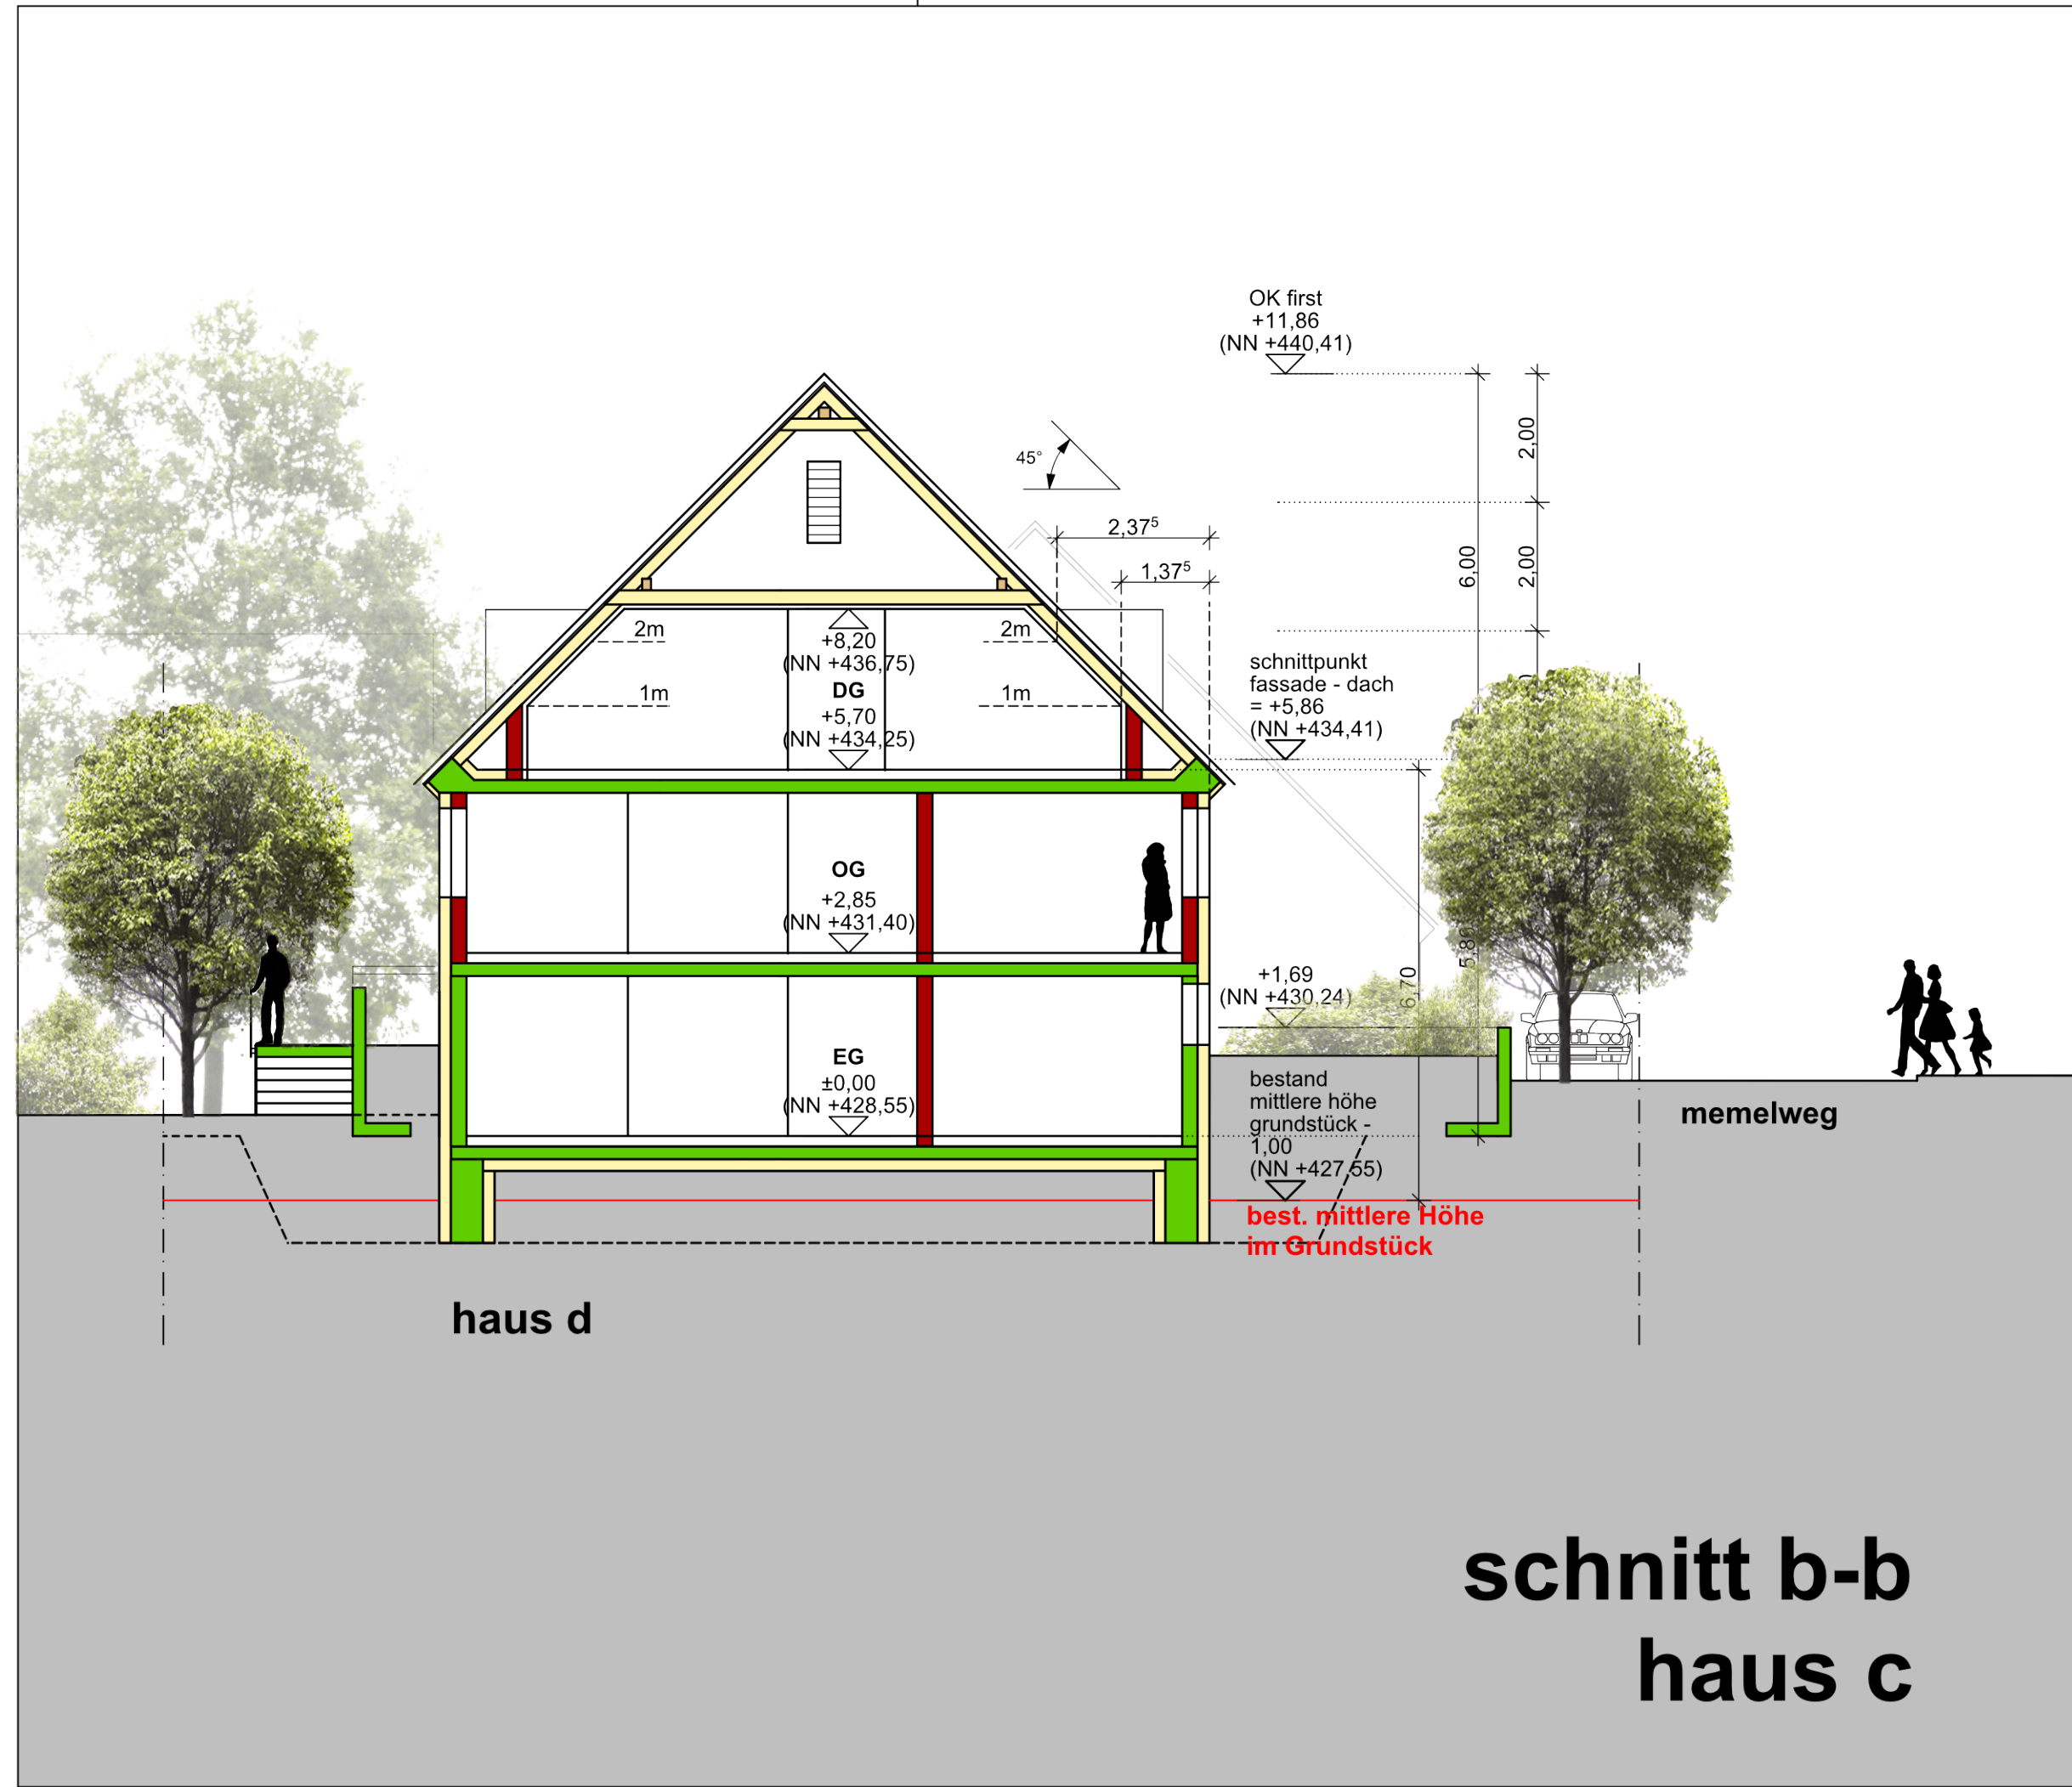 OK first
+11,86
(NN +440,41)
2,00
45°
2,37⁵
6,00
2,00
1,37⁵
2m
2m
+8,20
(NN +436,75)
DG
1m
1m
+5,70
(NN +434,25)
schnittpunkt
fassade - dach
= +5,86
(NN +434,41)
OG
+2,85
(NN +431,40)
5,86
6,70
+1,69
(NN +430,24)
EG
±0,00
(NN +428,55)
bestand
mittlere höhe
grundstück -
1,00
(NN +427,55)
memelweg
best. mittlere Höhe
im Grundstück
haus d
schnitt b-b
haus c